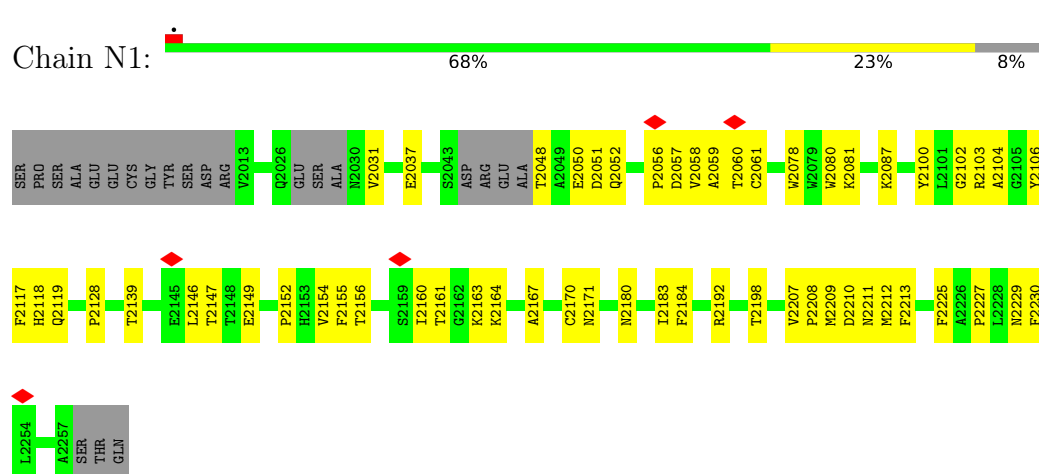 Chain N1:
68% 23% 8%
SER PRO SER ALA GLU GLU CYS GLY TYR SER ASP ARG V2013 Q2026 GLU SER ALA N2030 V2031 E2037 S2043 ASP ARG GLU ALA T2048 A2049 E2050 D2051 Q2052 P2056 D2057 V2058 A2059 T2060 C2061 W2078 W2079 W2080 K2081 K2087 Y2100 L2101 G2102 R2103 A2104 G2105 Y2106
F2117 H2118 Q2119 P2128 T2139 E2145 L2146 T2147 T2148 E2149 P2152 H2153 V2154 F2155 T2156 S2159 I2160 T2161 G2162 K2163 K2164 A2167 C2170 N2171 N2180 I2183 F2184 R2192 T2198 V2207 P2208 M2209 D2210 N2211 M2212 F2213 F2225 A2226 P2227 L2228 N2229 F2230
L2254 A2257 SER THR GLN